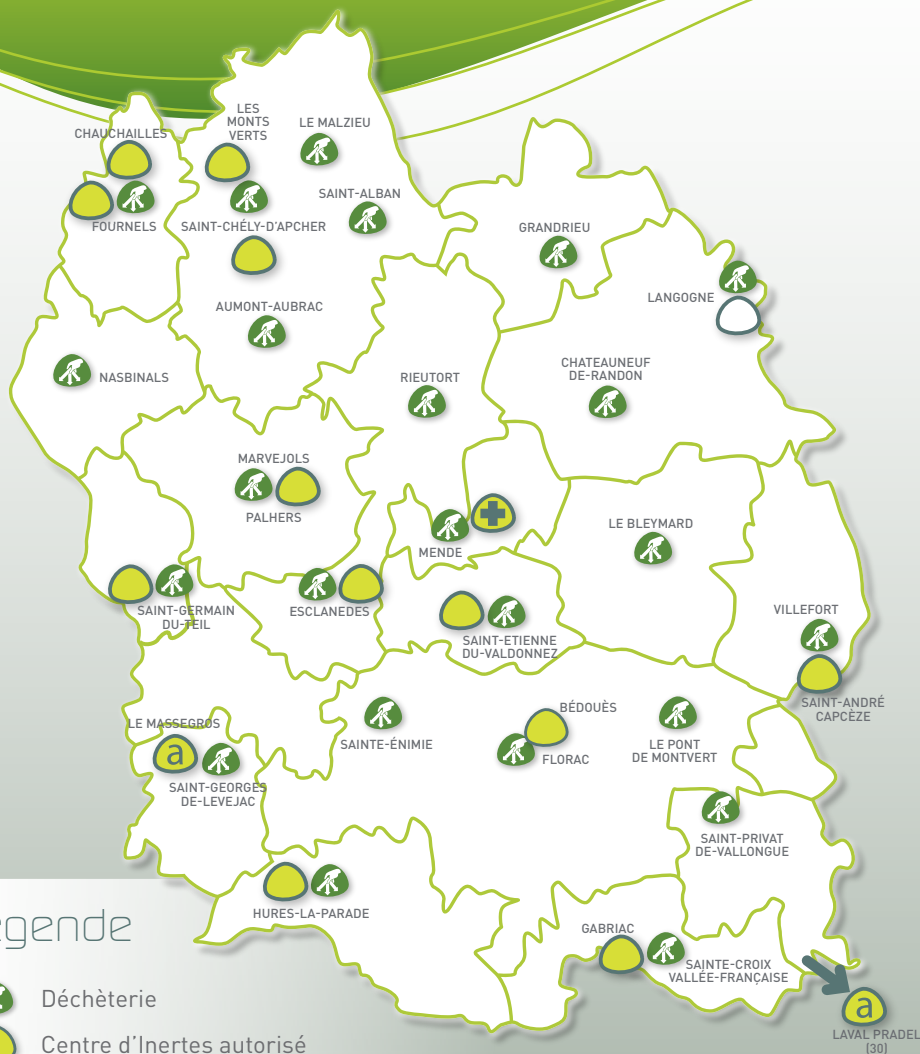 LES
MONTS
VERTS
LE MALZIEU
CHAUCHAILLES
SAINT-ALBAN
FOURNELS
SAINT-CHÉLY-D'APCHER
GRANDRIEU
LANGOGNE
AUMONT-AUBRAC
CHATEAUNEUF
DE-RANDON
NASBINALS
RIEUTORT
MARVEJOLS
PALHERS
LE BLEYMARD
MENDE
SAINT-GERMAIN
DU-TEIL
ESCLANEDES
VILLEFORT
SAINT-ETIENNE
DU-VALDONNEZ
SAINT-ANDRÉ
CAPCÈZE
BÉDOUÈS
LE MASSEGROS
a
SAINTE-ÉNIMIE
FLORAC
LE PONT
DE MONTVERT
SAINT-GEORGES
DE-LEVEJAC
SAINT-PRIVAT
DE-VALLONGUE
HURES-LA-PARADE
GABRIAC
SAINTE-CROIX
VALLÉE-FRANÇAISE
a
LAVAL PRADEL
(30)
égende
Déchèterie
Centre d'Inertes autorisé